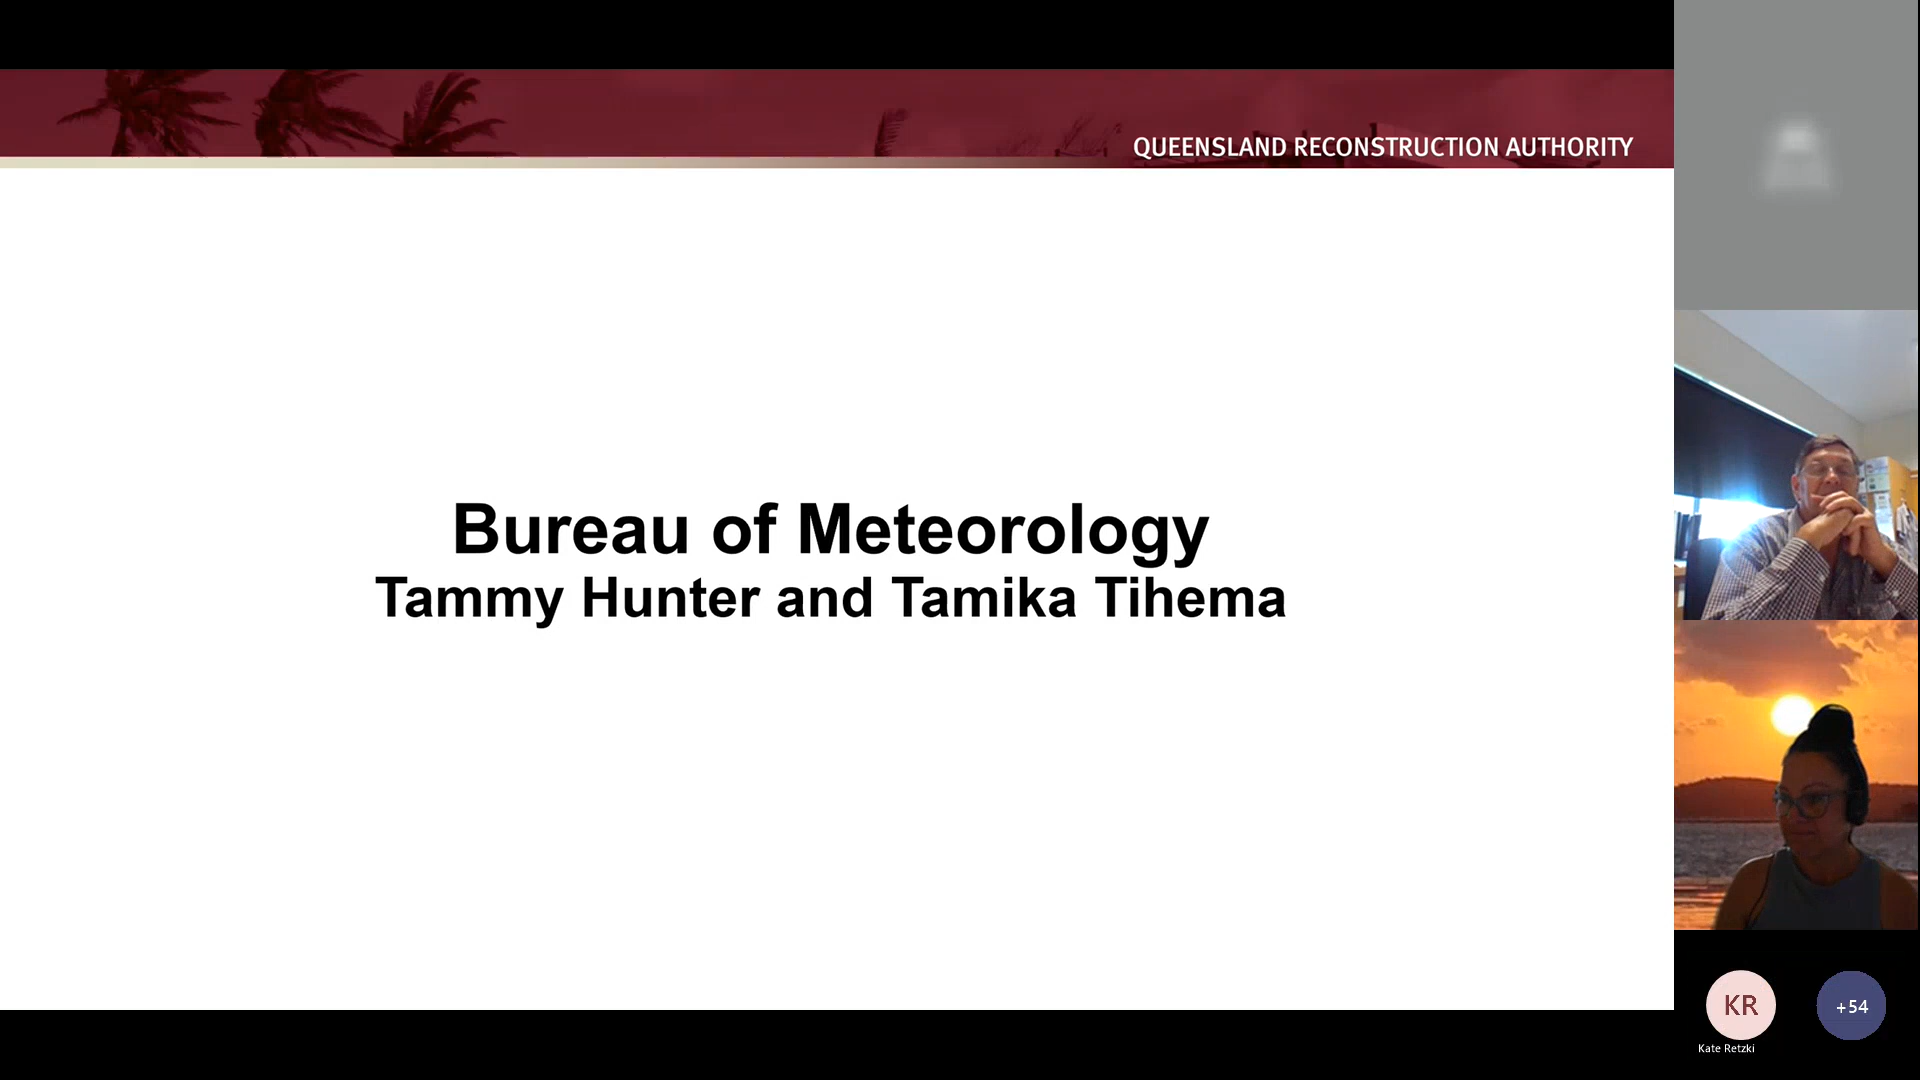 QUEENSLAND RECONSTRUCTION AUTHORITY
Bureau of Meteorology
Tammy Hunter and Tamika Tihema
KR
+54
Kate Retzki